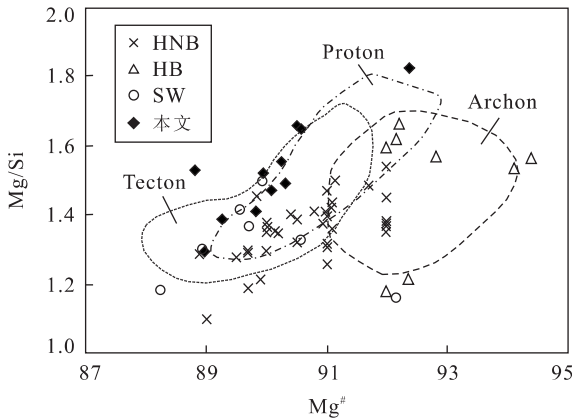 2.0
HNB
HB
SW
本文
Proton
1.8
Archon
Mg/Si
1.6
Tecton
1.4
1.2
1.0
87 89 91 93 95
Mg#